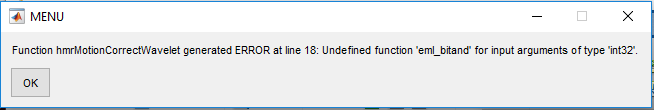 MENU
Function hmrMotionCorrectWavelet generated ERROR at line 18: Undefined function 'eml_bitand' for input arguments of type 'int32'.
OK